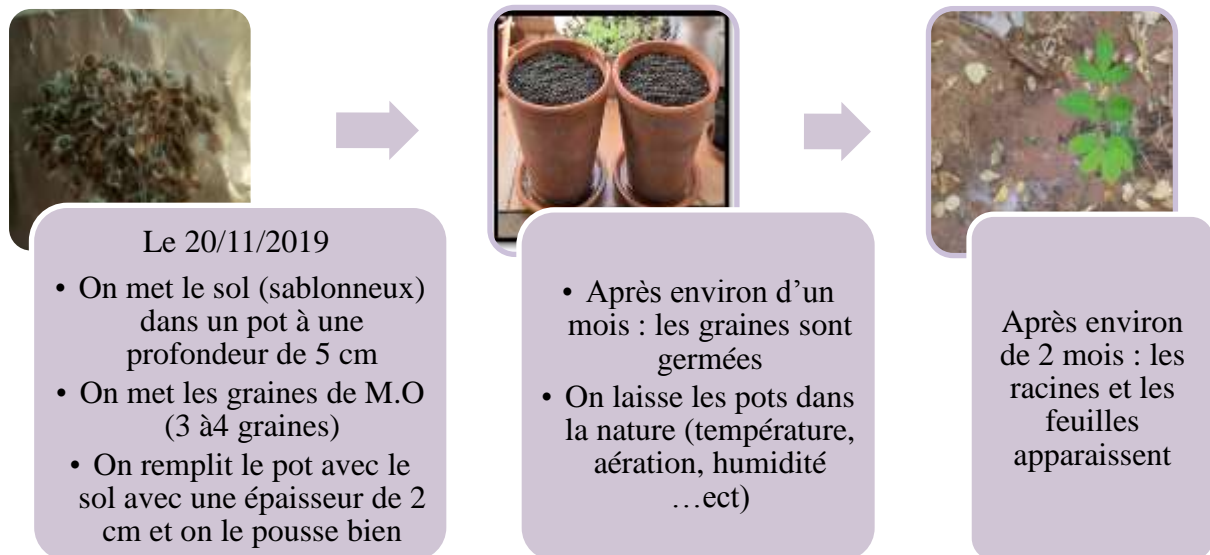 Le 20/11/2019
• On met le sol (sablonneux)
dans un pot à une
profondeur de 5 cm
• On met les graines de M.O
(3 à4 graines)
• On remplit le pot avec le
sol avec une épaisseur de 2
cm et on le pousse bien
• Après environ d’un
mois : les graines sont
germées
• On laisse les pots dans
la nature (température,
aération, humidité
…ect)
Après environ
de 2 mois : les
racines et les
feuilles
apparaissent